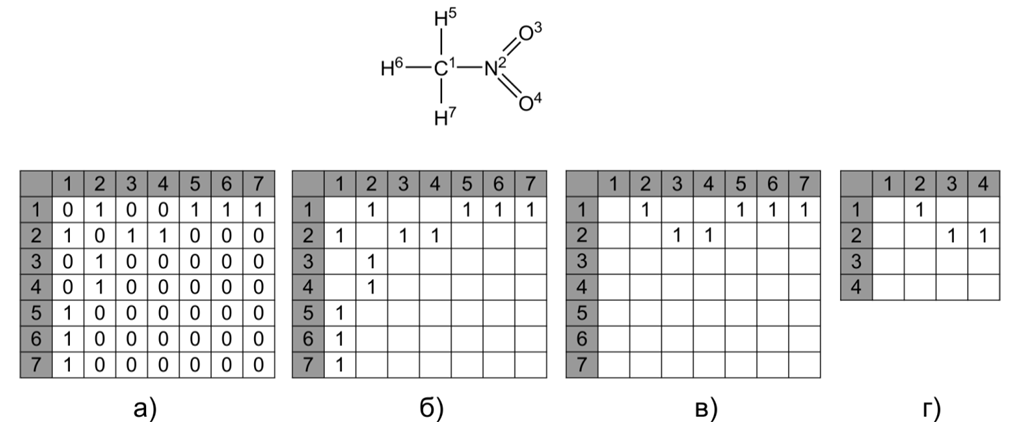 H⁵
O³
H⁶ C¹ N²
O⁴
H⁷
1 2 3 4 5 6 7
1 0 1 0 0 1 1 1
2 1 0 1 1 0 0 0
3 0 1 0 0 0 0 0
4 0 1 0 0 0 0 0
5 1 0 0 0 0 0 0
6 1 0 0 0 0 0 0
7 1 0 0 0 0 0 0
а)
1 2 3 4 5 6 7
1 1 1 1 1
2 1 1 1
3 1
4 1
5 1
6 1
7 1
б)
1 2 3 4 5 6 7
1 1 1 1 1
2 1 1
3
4
5
6
7
в)
1 2 3 4
1 1
2 1 1
3
4
г)